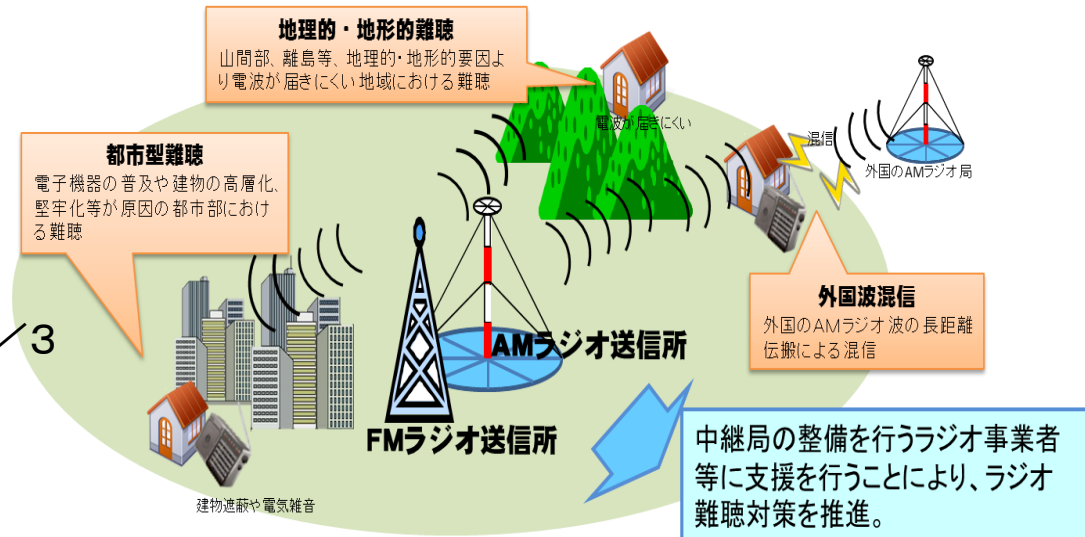 地理的・地形的難聴
山間部、離島等、地理的・地形的要因よ
り電波が届きにくい地域における難聴
電波が届きにくい
混信
外国のAMラジオ局
都市型難聴
電子機器の普及や建物の高層化、
堅牢化等が原因の都市部におけ
る難聴
外国波混信
外国のAMラジオ波の長距離
伝搬による混信
3
AMラジオ送信所
FMラジオ送信所
建物遮蔽や電気雑音
中継局の整備を行うラジオ事業者
等に支援を行うことにより、ラジオ
難聴対策を推進。